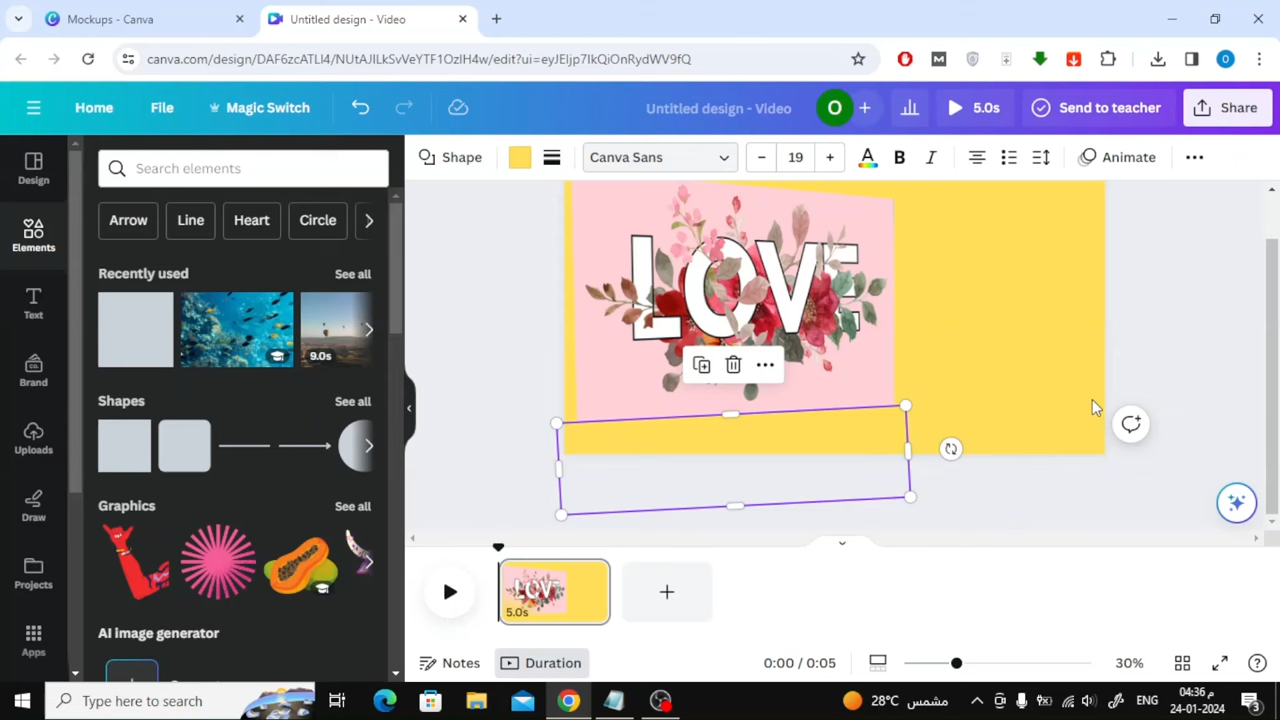 Mockups - Canva
Untitled design - Video
canva.com/design/DAF6zcATLI4/NUtAJILkSvVeYTF1OzIH4w/edit?ui=eyJEIjp7IkQiOnRydWV9fQ
O
Home
File
Magic Switch
Untitled design - Video
O
5.0s
Send to teacher
Share
Design
Elements
Text
Brand
Uploads
Draw
Projects
Apps
Search elements
Arrow
Line
Heart
Circle
Recently used
See all
9.0s
Shapes
See all
Graphics
See all
AI image generator
Shape
Canva Sans
19
A
B
I
Animate
LOVE
LOVE
5.0s
Notes
Duration
0:00 / 0:05
30%
Type here to search
28°C
مشمس
ENG
04:36 م
24-01-2024
3